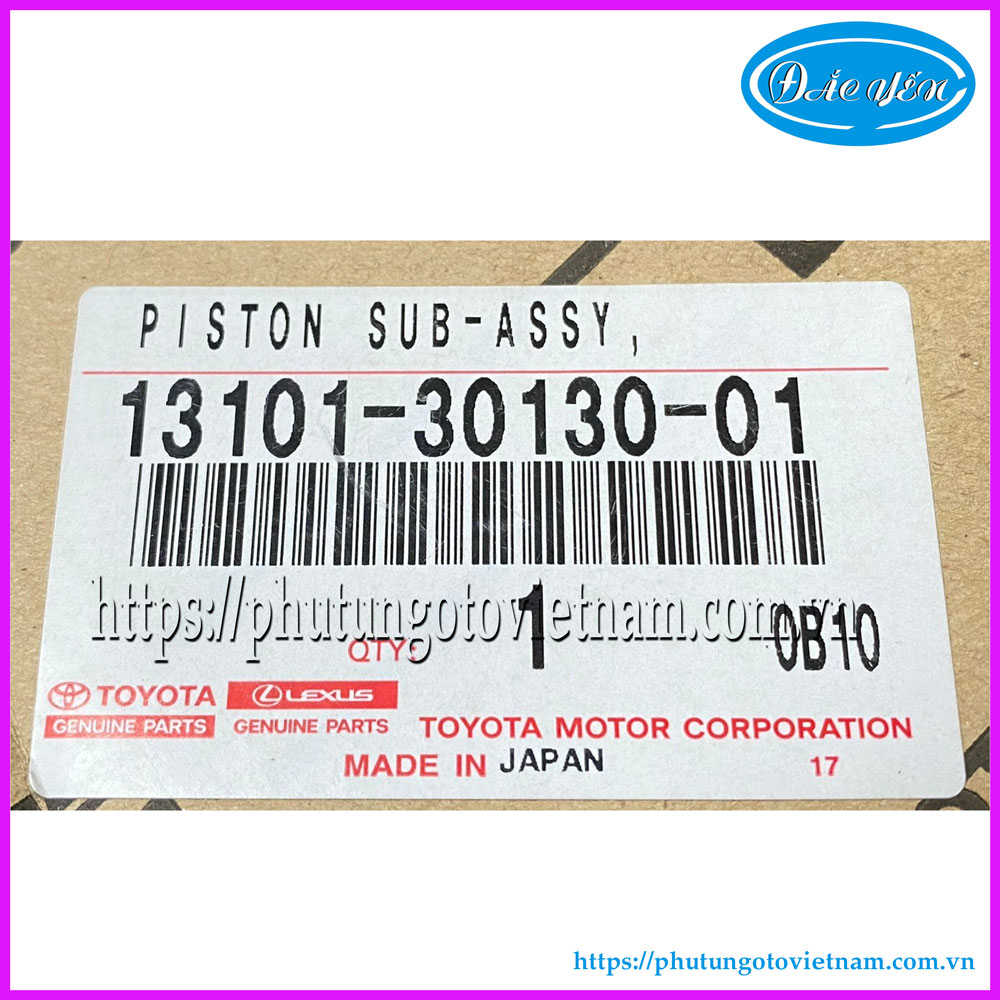 ĐẮC YẾN
PISTON SUB-ASSY,
13101-30130-01
https://phutungotovietnam.com.vn
QTY: 1 0B10
TOYOTA LEXUS
GENUINE PARTS GENUINE PARTS TOYOTA MOTOR CORPORATION
MADE IN JAPAN 17
https://phutungotovietnam.com.vn